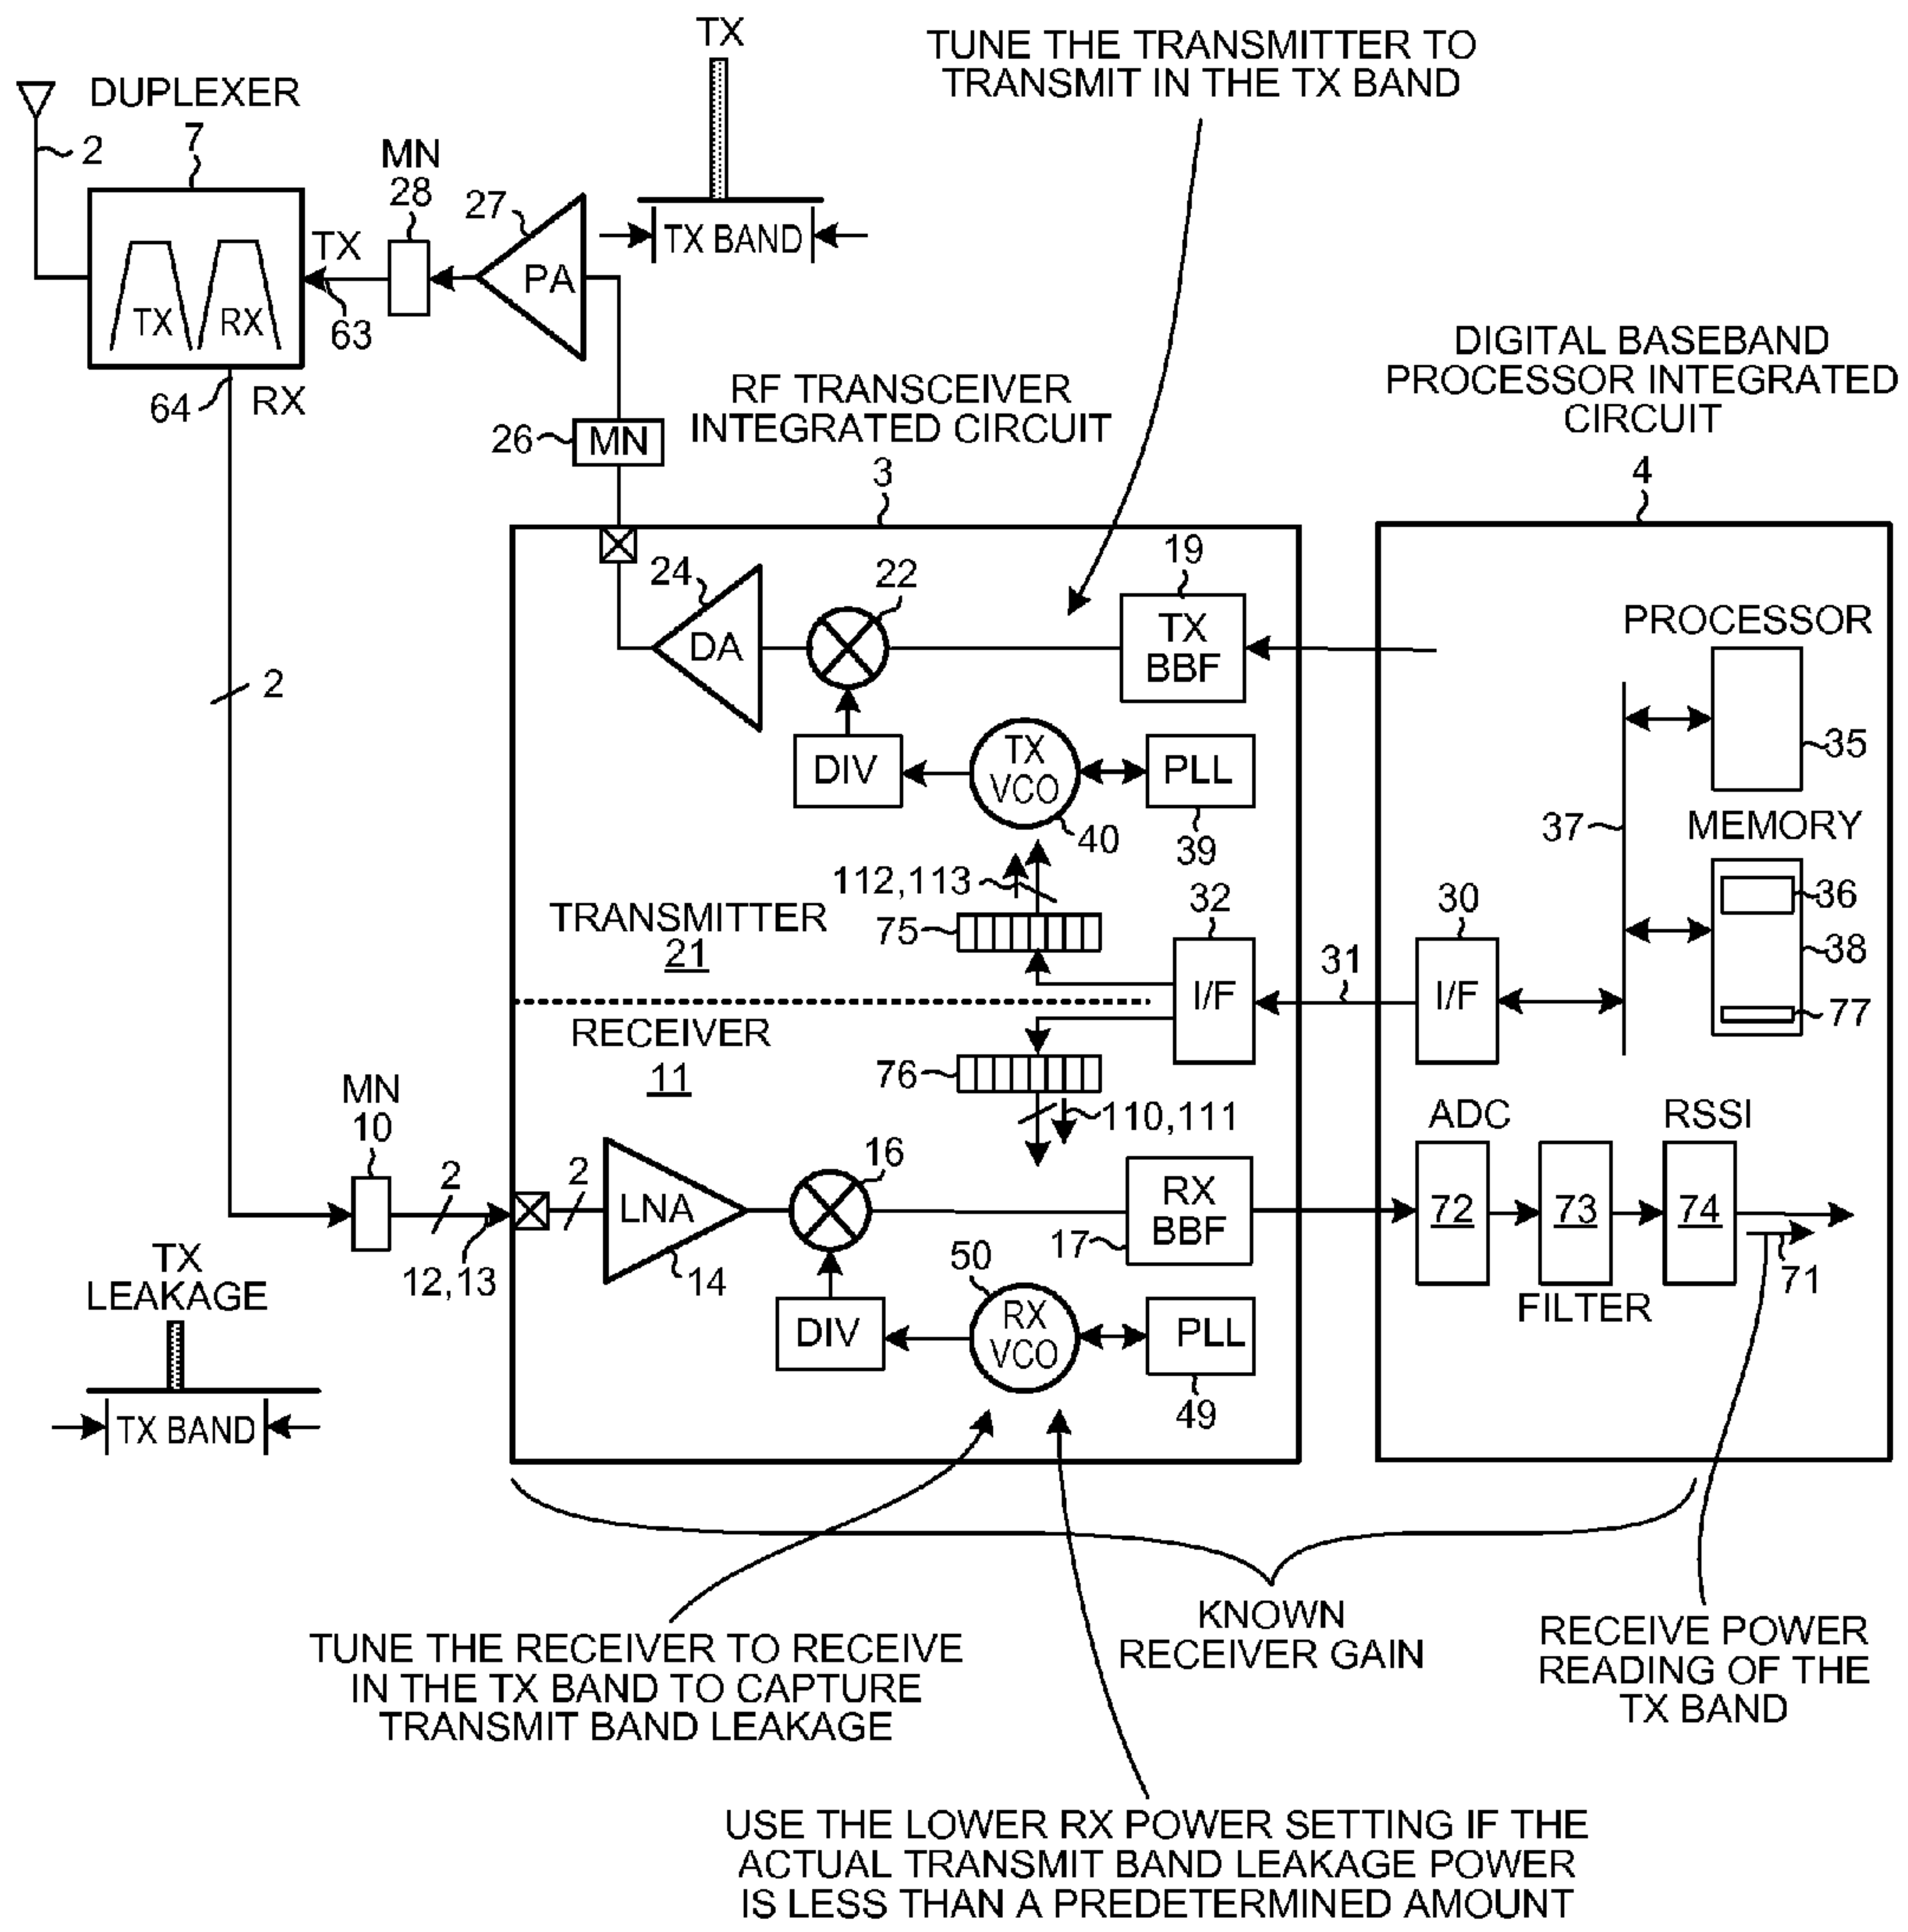 TX
TUNE THE TRANSMITTER TO
TRANSMIT IN THE TX BAND
DUPLEXER
7
2
MN
28
27
PA
TX BAND
TX
63
TX
RX
64
RX
26
MN
RF TRANSCEIVER
INTEGRATED CIRCUIT
3
DIGITAL BASEBAND
PROCESSOR INTEGRATED
CIRCUIT
4
24
DA
22
19
TX
BBF
PROCESSOR
35
2
DIV
TX
VCO
40
PLL
39
37
MEMORY
36
38
77
112,113
TRANSMITTER
21
75
32
I/F
31
30
I/F
RECEIVER
11
76
110,111
MN
10
2
12,13
2
LNA
14
16
RX
BBF
17
ADC
72
73
FILTER
RSSI
74
71
TX
LEAKAGE
TX BAND
DIV
50
RX
VCO
PLL
49
TUNE THE RECEIVER TO RECEIVE
IN THE TX BAND TO CAPTURE
TRANSMIT BAND LEAKAGE
KNOWN
RECEIVER GAIN
RECEIVE POWER
READING OF THE
TX BAND
USE THE LOWER RX POWER SETTING IF THE
ACTUAL TRANSMIT BAND LEAKAGE POWER
IS LESS THAN A PREDETERMINED AMOUNT